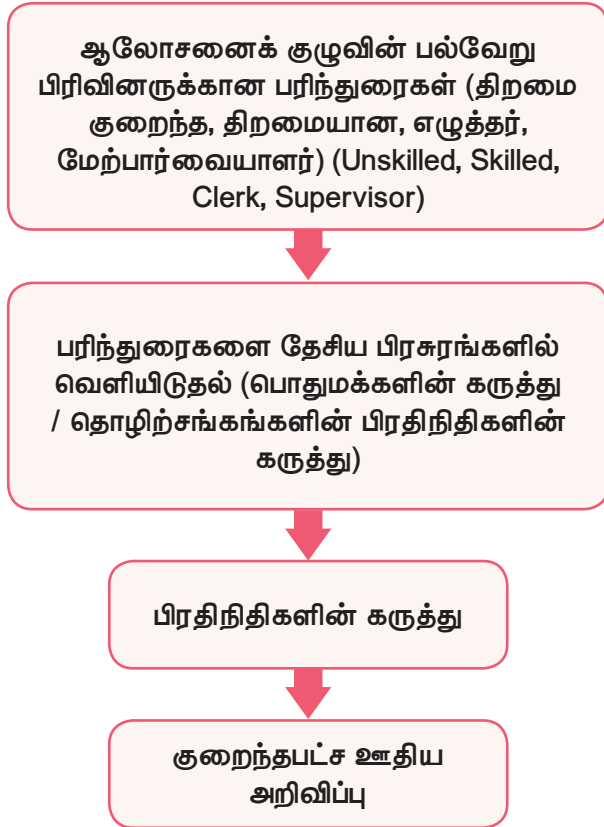 ஆலோசனைக் குழுவின் பல்வேறு
பிரிவினருக்கான பரிந்துரைகள் (திறமை
குறைந்த, திறமையான, எழுத்தர்,
மேற்பார்வையாளர்) (Unskilled, Skilled,
Clerk, Supervisor)
பரிந்துரைகளை தேசிய பிரசுரங்களில்
வெளியிடுதல் (பொதுமக்களின் கருத்து
/ தொழிற்சங்கங்களின் பிரதிநிதிகளின்
கருத்து)
பிரதிநிதிகளின் கருத்து
குறைந்தபட்ச ஊதிய
அறிவிப்பு